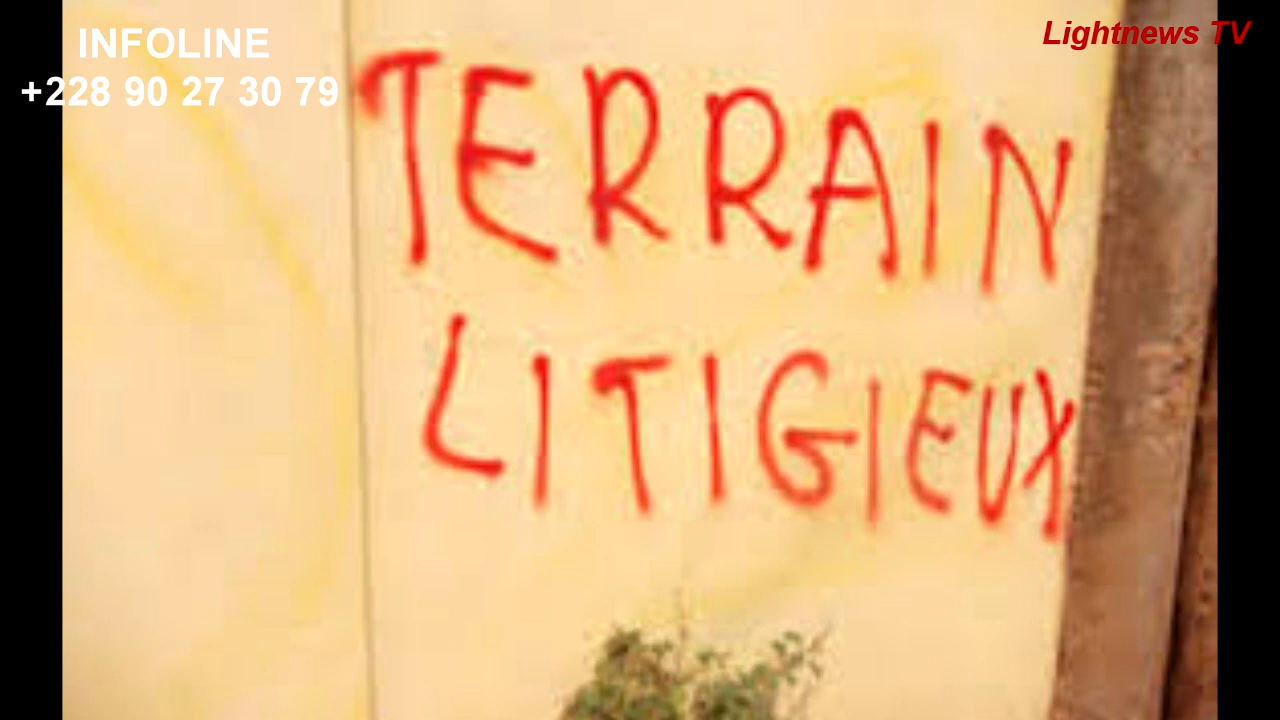 INFOLINE
+228 90 27 30 79
Lightnews TV
TERRAIN
LITIGIEUX